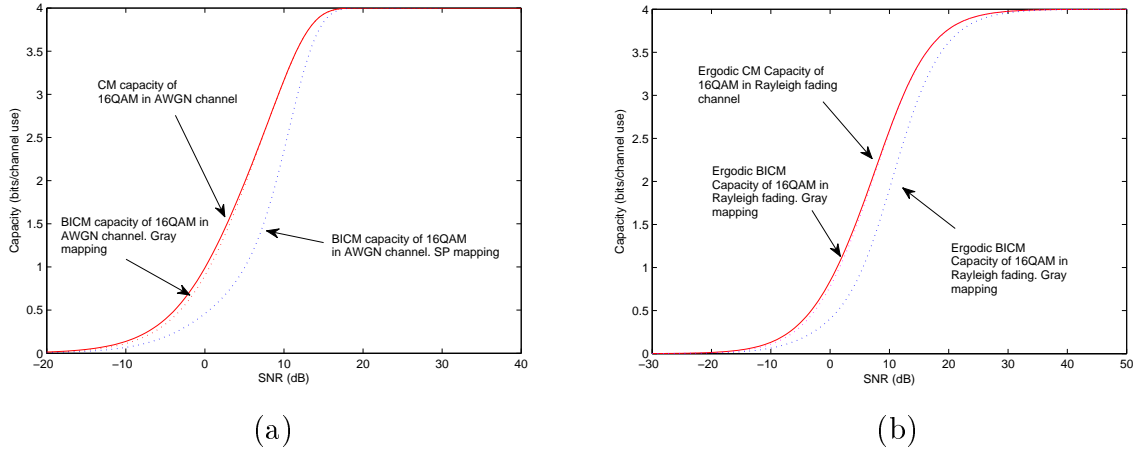 4
3.5
3
2.5
2
1.5
1
0.5
0
Capacity (bits/channel use)
CM capacity of
16QAM in AWGN channel
BICM capacity of 16QAM in
AWGN channel. Gray
mapping
BICM capacity of 16QAM
in AWGN channel. SP mapping
−20 −10 0 10 20 30 40
SNR (dB)
(a)
4
3.5
3
2.5
2
1.5
1
0.5
0
Capacity (bits/channel use)
Ergodic CM Capacity of
16QAM in Rayleigh fading
channel
Ergodic BICM
Capacity of 16QAM in
Rayleigh fading. Gray
mapping
Ergodic BICM
Capacity of 16QAM in
Rayleigh fading. Gray
mapping
−30 −20 −10 0 10 20 30 40 50
SNR (dB)
(b)